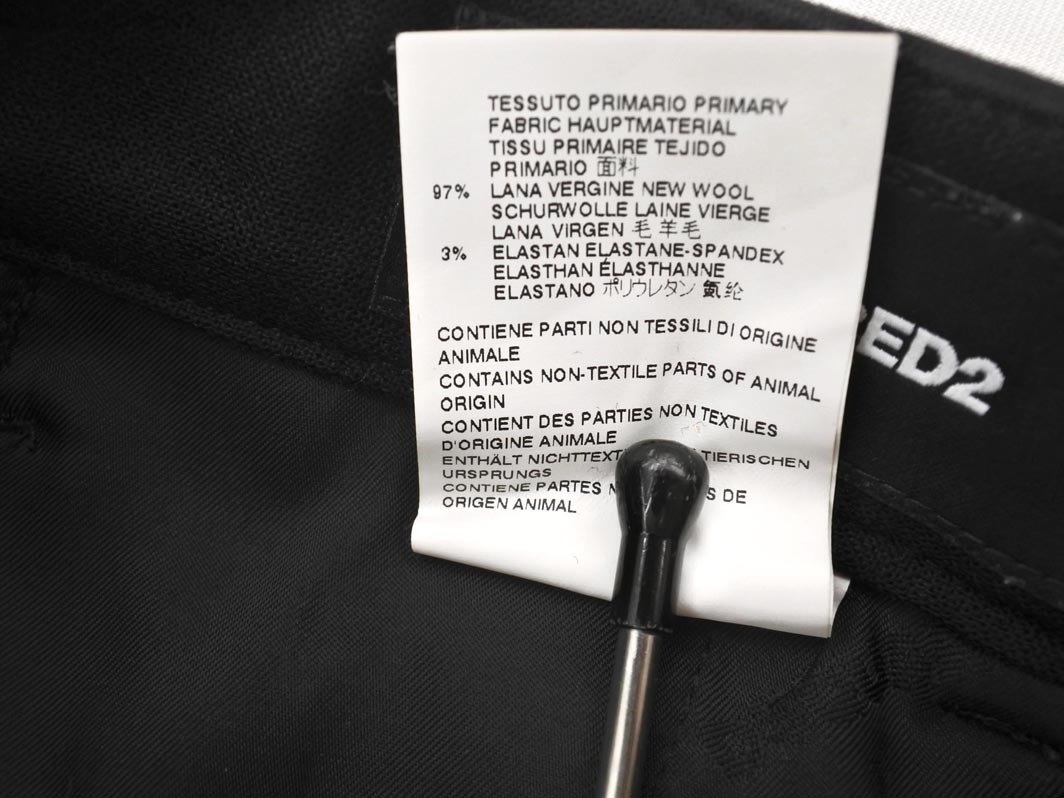 TESSUTO PRIMARIO PRIMARY
FABRIC HAUPTMATERIAL
TISSU PRIMAIRE TEJIDO
PRIMARIO 面料
97% LANA VERGINE NEW WOOL
SCHURWOLLE LAINE VIERGE
LANA VIRGEN 毛 羊毛
3% ELASTAN ELASTANE-SPANDEX
ELASTHAN ÉLASTHANNE
ELASTANO ポリウレタン 氨纶
CONTIENE PARTI NON TESSILI DI ORIGINE
ANIMALE
CONTAINS NON-TEXTILE PARTS OF ANIMAL
ORIGIN
CONTIENT DES PARTIES NON TEXTILES
D'ORIGINE ANIMALE
ENTHÄLT TIERISCHEN
URSPRUNGS
CONTIENE PARTES DE
ORIGEN ANIMAL
RED2